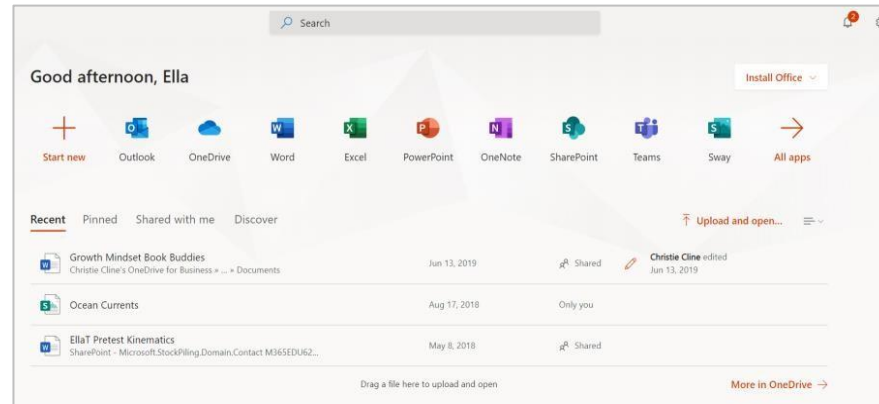 Search
2
Good afternoon, Ella
Install Office
Start new Outlook OneDrive Word Excel PowerPoint OneNote SharePoint Teams Sway All apps
Recent Pinned Shared with me Discover Upload and open...
Growth Mindset Book Buddies Jun 13, 2019 Shared Christie Cline edited
Christie Cline's OneDrive for Business » ... » Documents Jun 13, 2019
Ocean Currents Aug 17, 2018 Only you
EllaT Pretest Kinematics May 8, 2018 Shared
SharePoint - Microsoft.StockPiling.Domain.Contact M365EDU62...
Drag a file here to upload and open More in OneDrive →